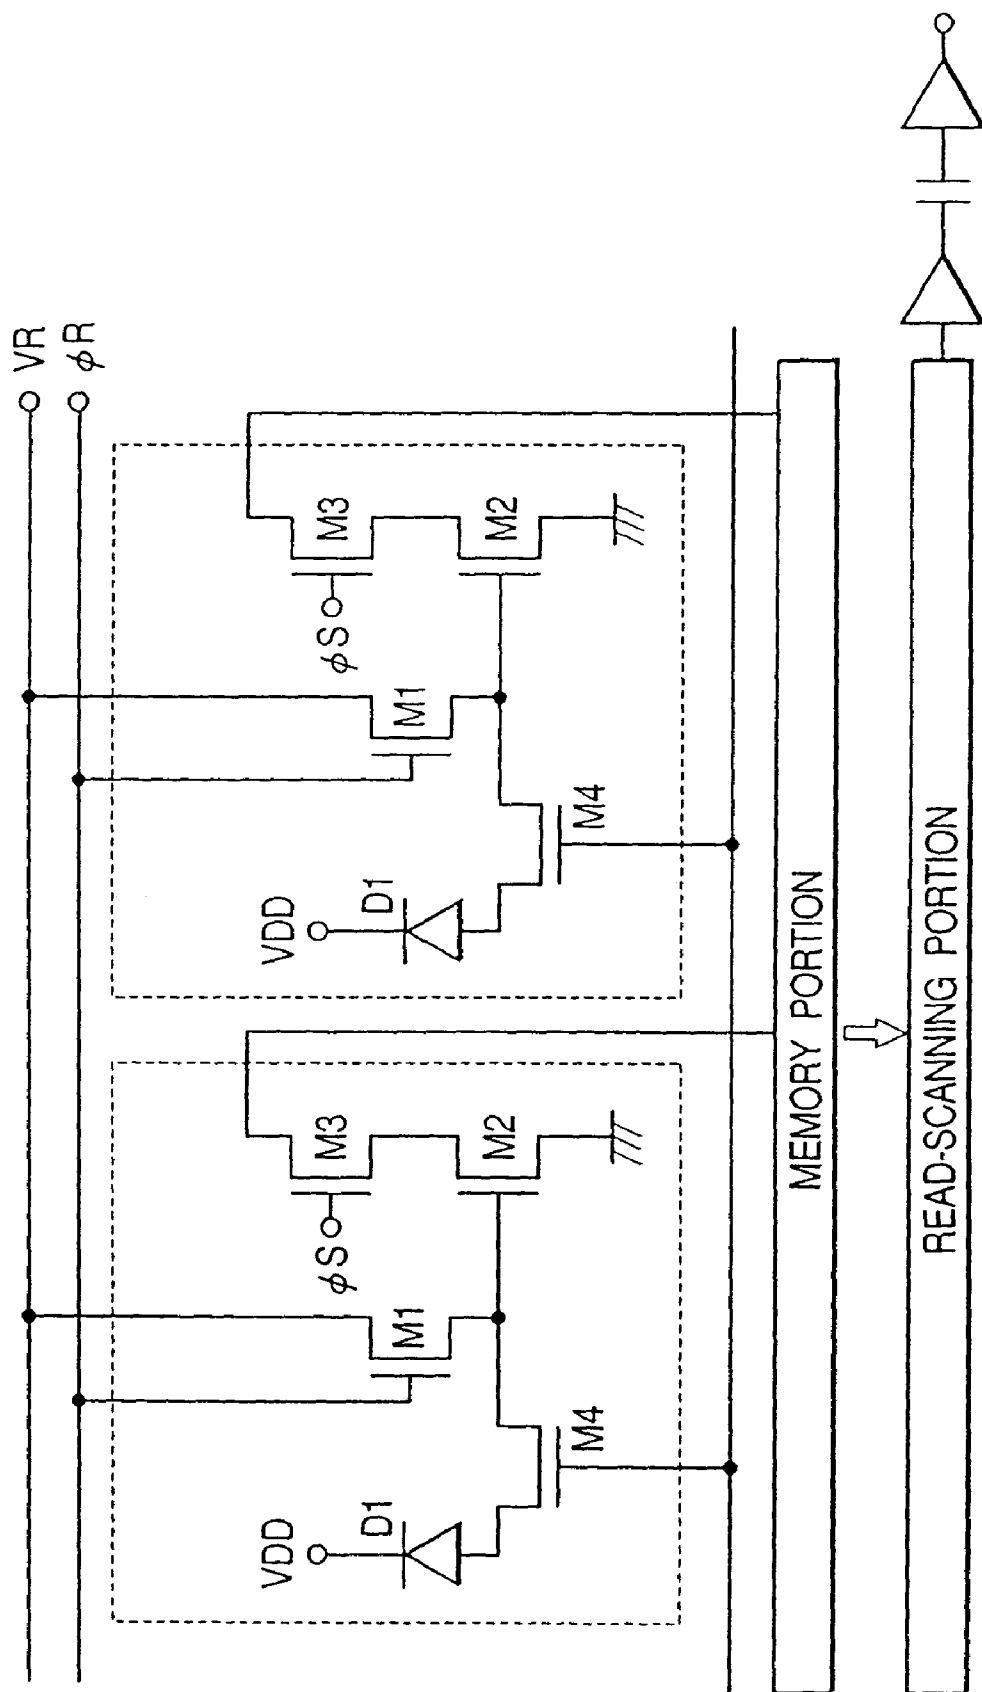 VR
φR
M3
M2
φS
M1
M4
D1
VDD
M3
M2
φS
M1
M4
D1
VDD
MEMORY PORTION
READ-SCANNING PORTION